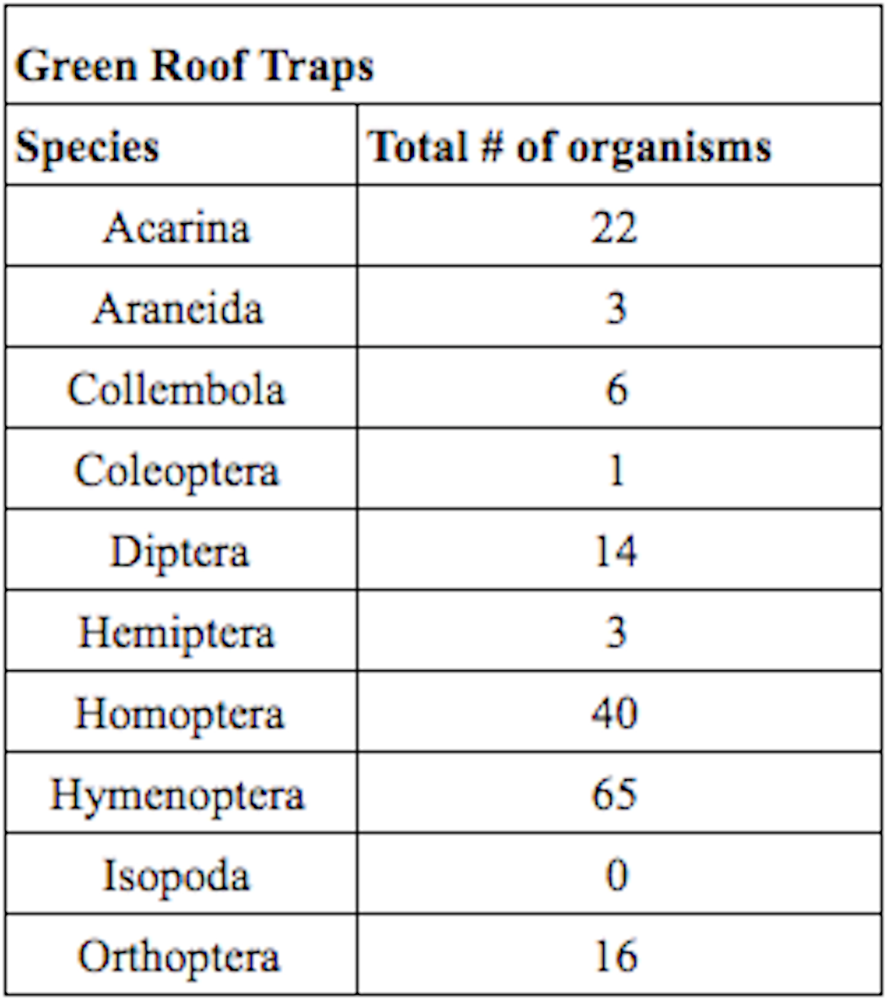 Green Roof Traps
Species Total # of organisms
Acarina 22
Araneida 3
Collembola 6
Coleoptera 1
Diptera 14
Hemiptera 3
Homoptera 40
Hymenoptera 65
Isopoda 0
Orthoptera 16